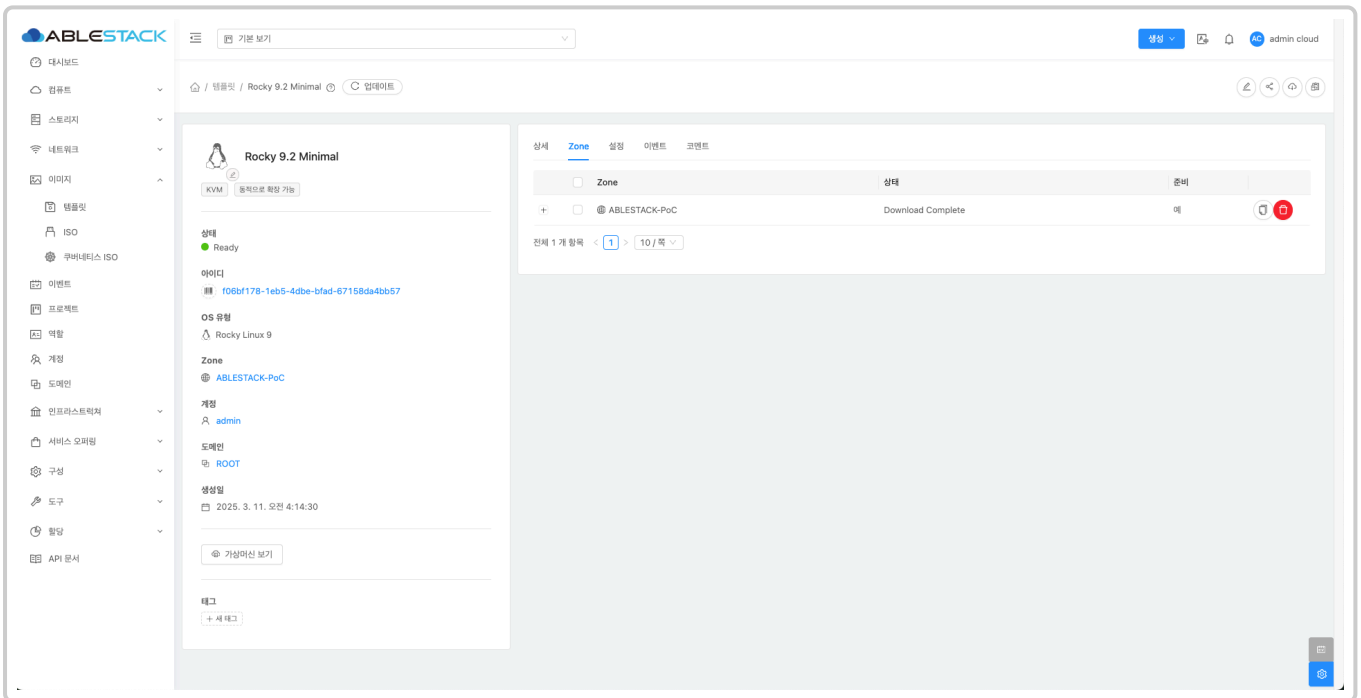 ABLESTACK
기본 보기
생성
AC admin cloud
대시보드
컴퓨트
스토리지
네트워크
이미지
템플릿
ISO
쿠버네티스 ISO
이벤트
프로젝트
역할
계정
도메인
인프라스트럭쳐
서비스 오퍼링
구성
도구
할당
API 문서
/ 템플릿 / Rocky 9.2 Minimal 업데이트
Rocky 9.2 Minimal
KVM 동적으로 확장 가능
상태
Ready
아이디
f06bf178-1eb5-4dbe-bfad-67158da4bb57
OS 유형
Rocky Linux 9
Zone
ABLESTACK-PoC
계정
admin
도메인
ROOT
생성일
2025. 3. 11. 오전 4:14:30
가상머신 보기
태그
+ 새 태그
상세 Zone 설정 이벤트 코멘트
Zone 상태 준비
+ ABLESTACK-PoC Download Complete 예
전체 1 개 항목 < 1 > 10 / 쪽